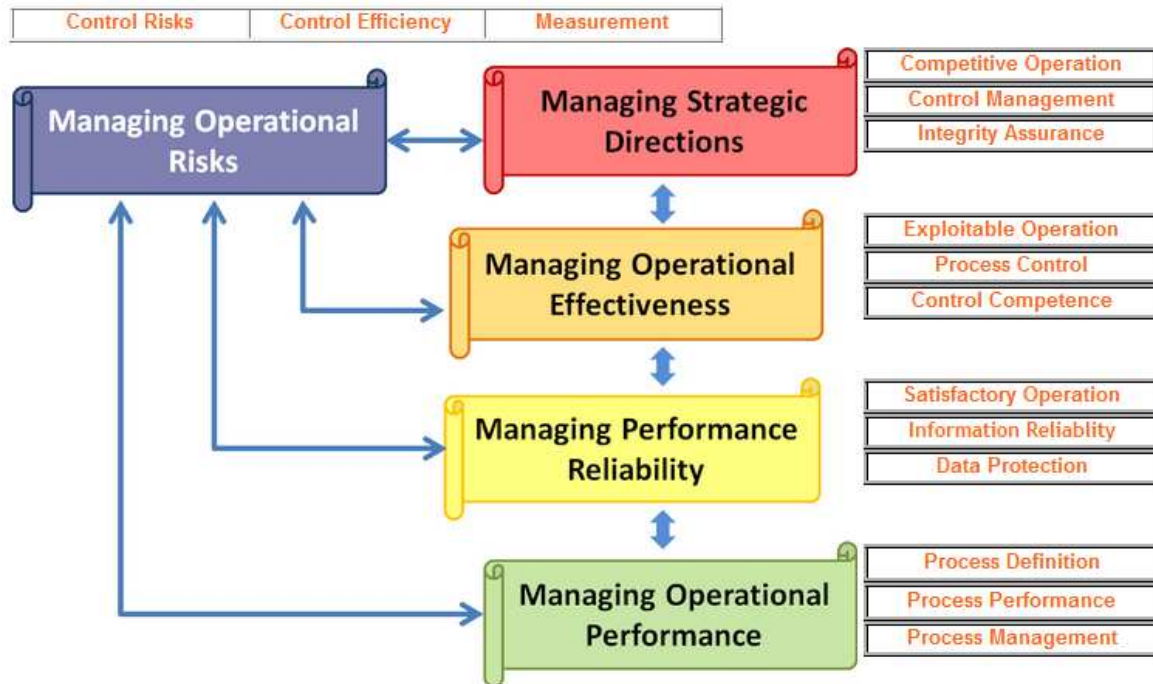 Control Risks
Control Efficiency
Measurement
Managing Operational
Risks
Managing Strategic
Directions
Competitive Operation
Control Management
Integrity Assurance
Managing Operational
Effectiveness
Exploitable Operation
Process Control
Control Competence
Managing Performance
Reliability
Satisfactory Operation
Information Reliablity
Data Protection
Managing Operational
Performance
Process Definition
Process Performance
Process Management